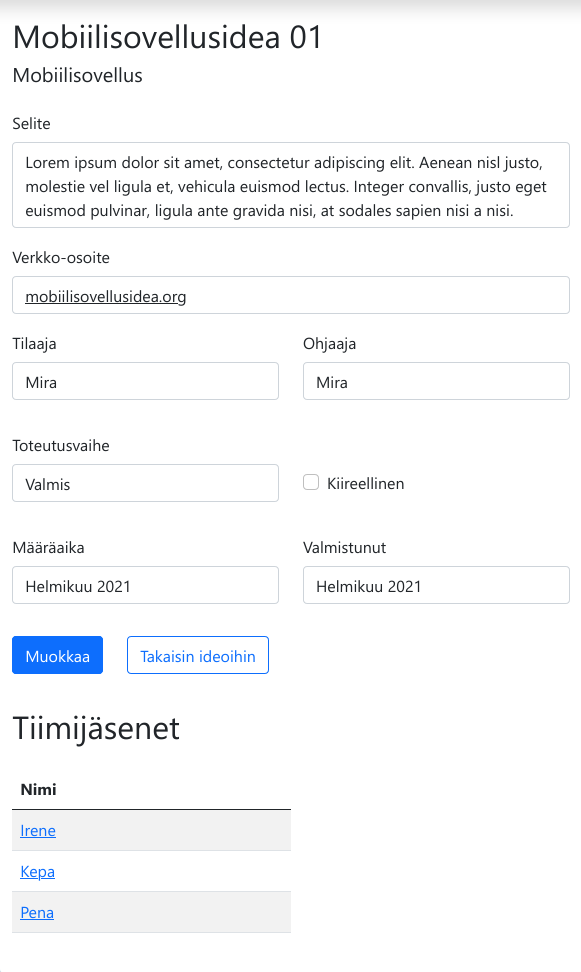 Mobiilisovellusidea 01
Mobiilisovellus
Selite
Lorem ipsum dolor sit amet, consectetur adipiscing elit. Aenean nisl justo,
molestie vel ligula et, vehicula euismod lectus. Integer convallis, justo eget
euismod pulvinar, ligula ante gravida nisi, at sodales sapien nisi a nisi.
Verkko-osoite
mobiilisovellusidea.org
Tilaaja
Ohjaaja
Mira
Mira
Toteutusvaihe
Valmis
Kiireellinen
Määräaika
Valmistunut
Helmikuu 2021
Helmikuu 2021
Muokkaa
Takaisin ideoihin
Tiimijäsenet
Nimi
Irene
Kepa
Pena